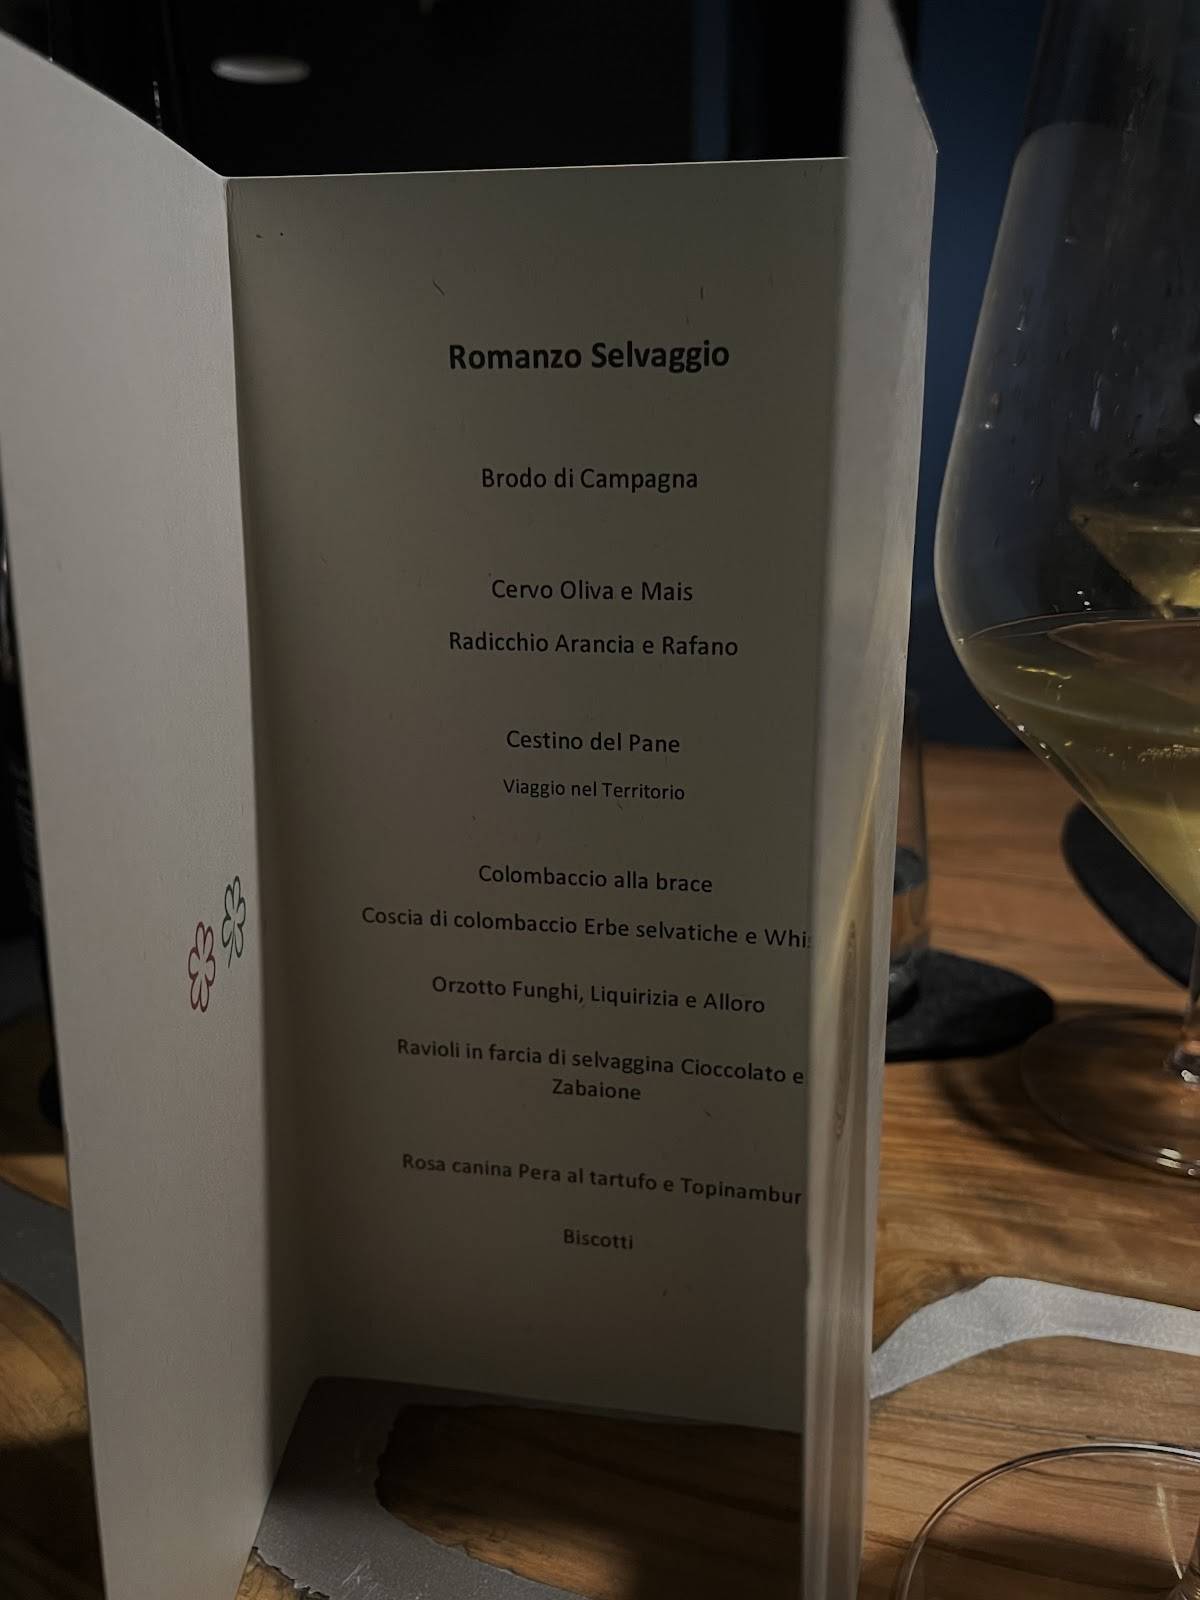 Romanzo Selvaggio
Brodo di Campagna
Cervo Oliva e Mais
Radicchio Arancia e Rafano
Cestino del Pane
Viaggio nel Territorio
Colombaccio alla brace
Coscia di colombaccio Erbe selvatiche e
Orzotto Funghi, Liquirizia e Alloro
Ravioli in farcia di selvaggina Cioccolato e
Zabaione
Rosa canina Pera al tartufo e Topinambur
Biscotti